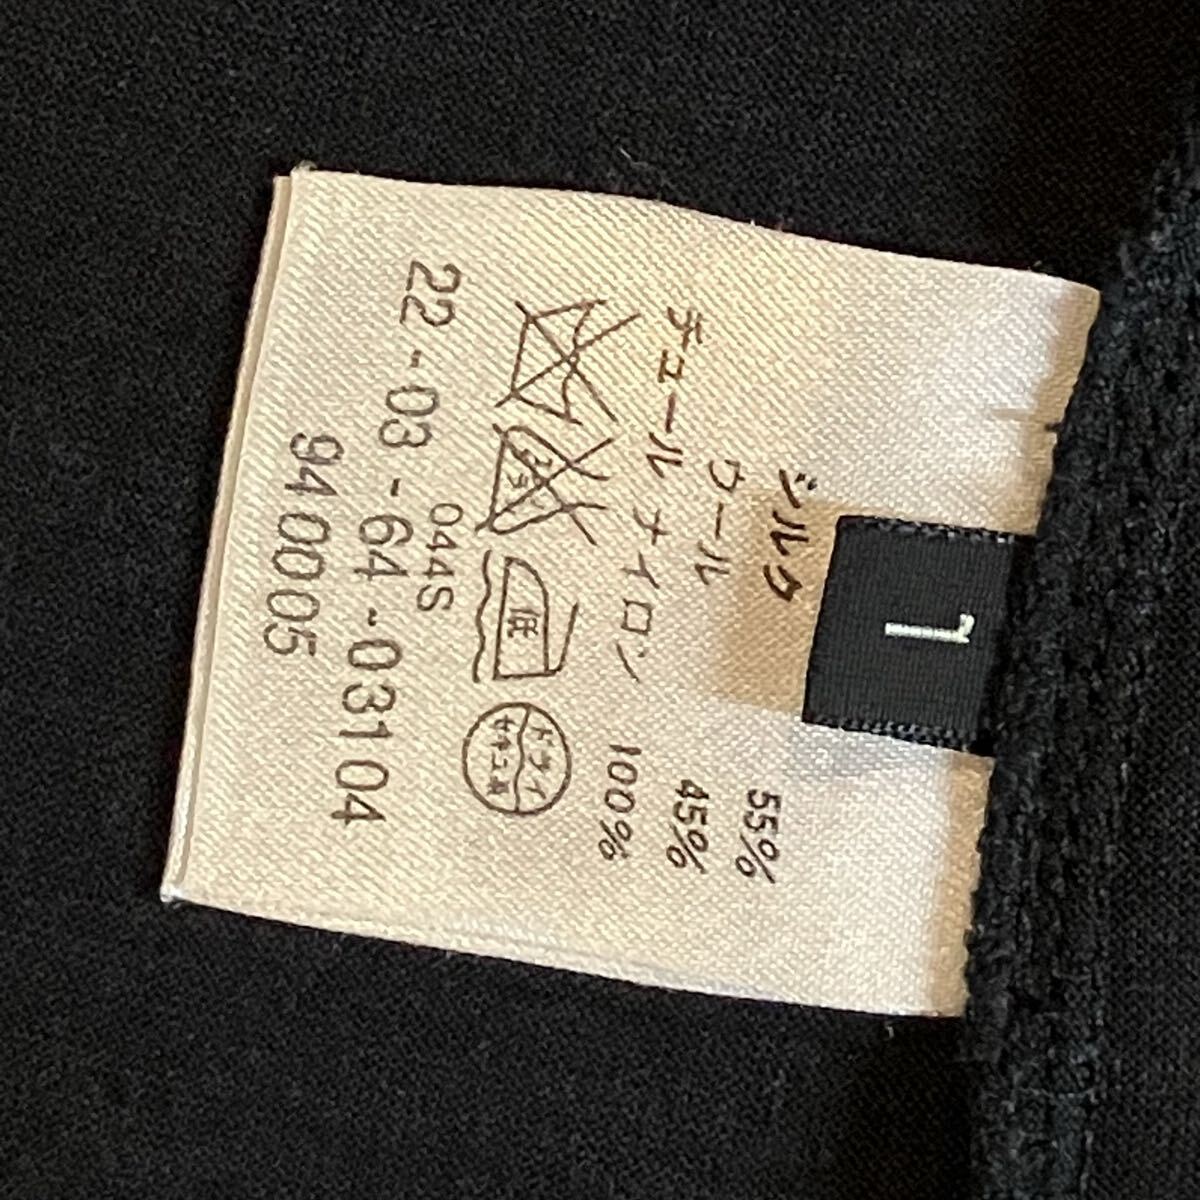 1
シルク 55%
ウール 45%
チュール ナイロン 100%
低 ドライ
セキユ系
044S
22-03-64-03104
940005